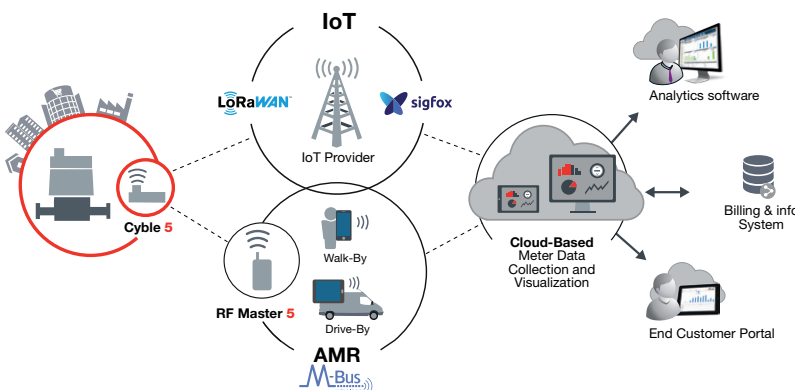 IoT
LoRaWAN™
sigfox
IoT Provider
Analytics software
Cyble 5
Walk-By
RF Master 5
Drive-By
AMR
M-Bus
Cloud-Based
Meter Data
Collection and
Visualization
Billing & info
System
End Customer Portal